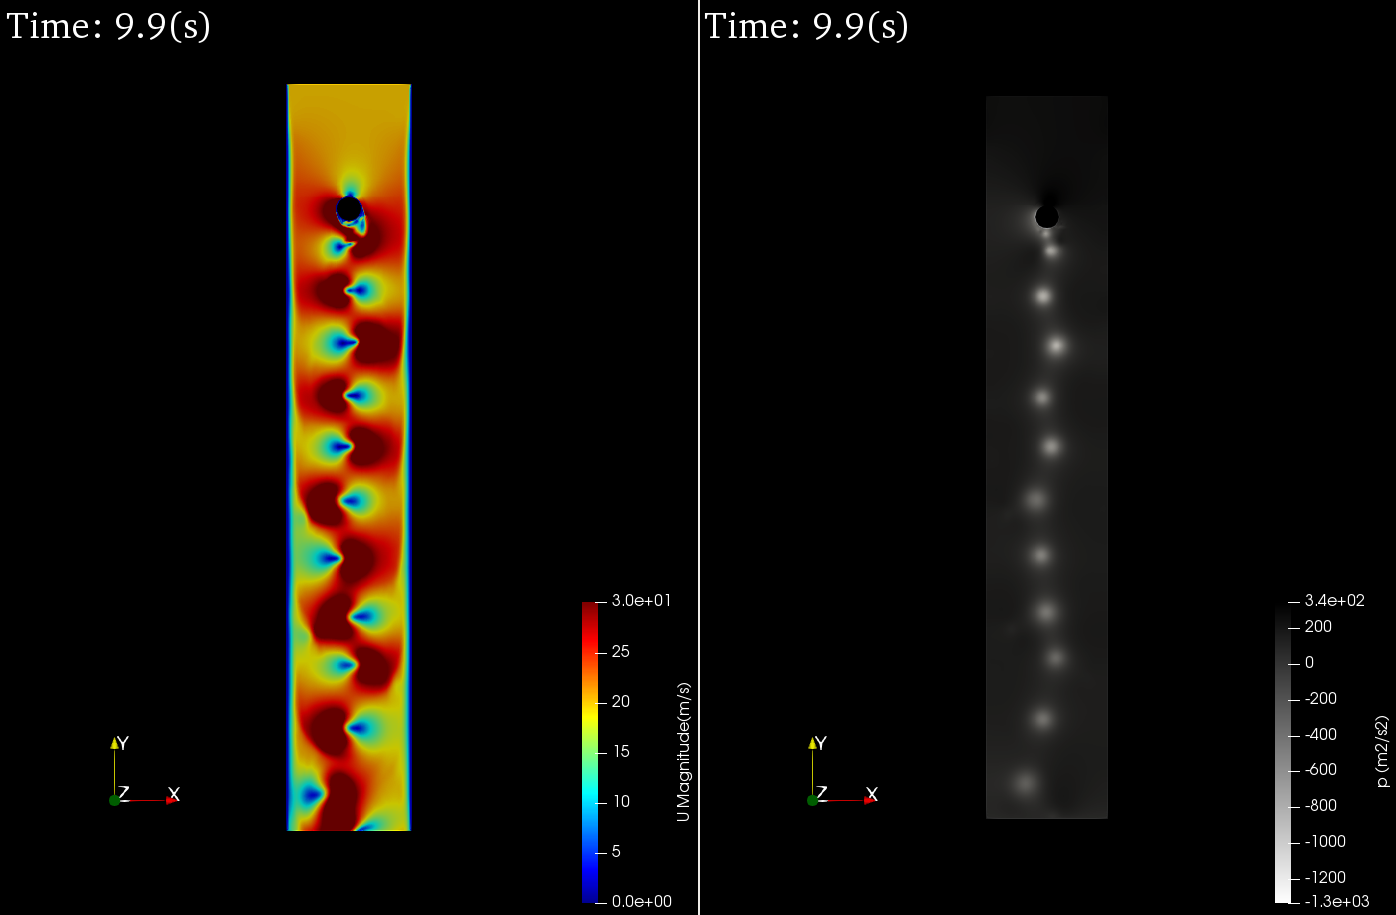 Time: 9.9(s)
3.0e+01
25
20
15
10
5
0.0e+00
U Magnitude(m/s)
Y
Z
X
Time: 9.9(s)
3.4e+02
200
0
-200
-400
-600
-800
-1000
-1200
-1.3e+03
p (m2/s2)
Y
Z
X